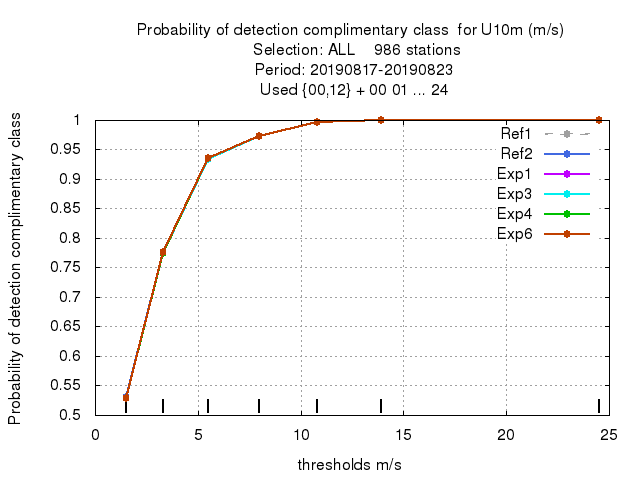 Probability of detection complimentary class  for U10m (m/s)
Selection: ALL    986 stations
Period: 20190817-20190823
Used {00,12} + 00 01 ... 24
Probability of detection complimentary class
1
0.95
0.9
0.85
0.8
0.75
0.7
0.65
0.6
0.55
0.5
Ref1
Ref2
Exp1
Exp3
Exp4
Exp6
0 5 10 15 20 25
thresholds m/s